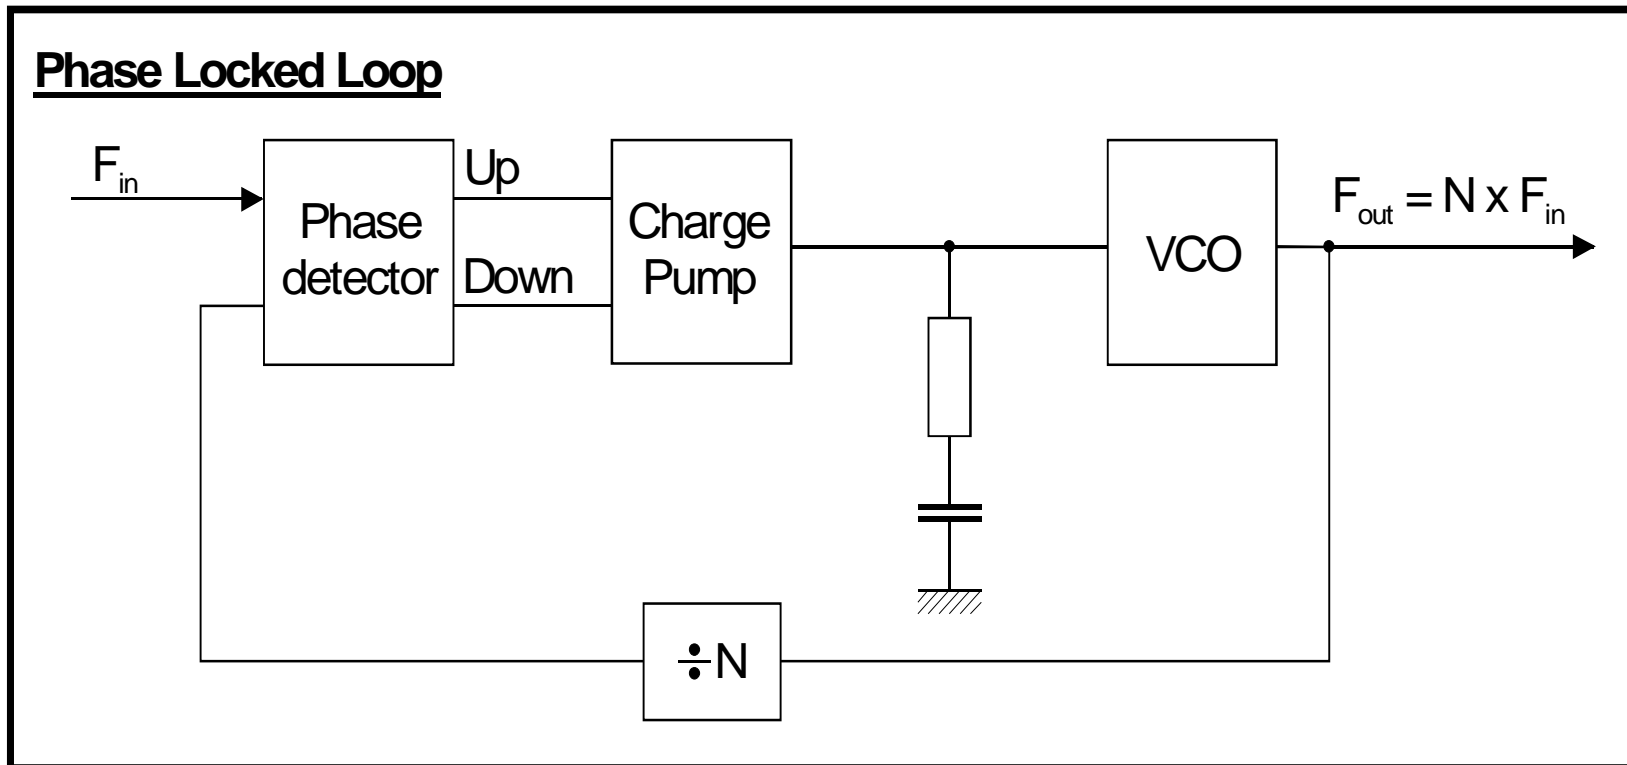 Phase Locked Loop
F_in
Up
Down
Phase
detector
Charge
Pump
VCO
F_out = N x F_in
÷N